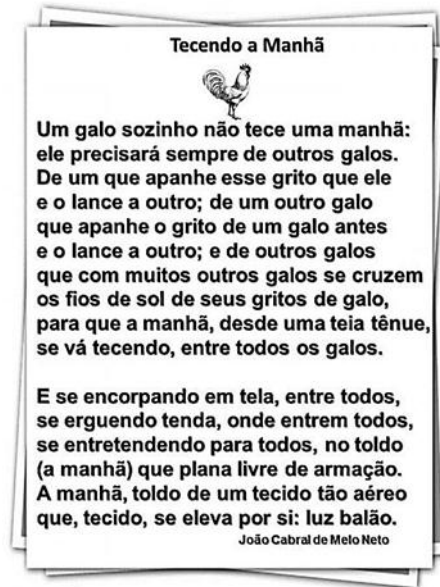 Tecendo a Manhã
Um galo sozinho não tece uma manhã:
ele precisará sempre de outros galos.
De um que apanhe esse grito que ele
e o lance a outro; de um outro galo
que apanhe o grito de um galo antes
e o lance a outro; e de outros galos
que com muitos outros galos se cruzem
os fios de sol de seus gritos de galo,
para que a manhã, desde uma teia tênue,
se vá tecendo, entre todos os galos.
E se encorpando em tela, entre todos,
se erguendo tenda, onde entrem todos,
se entretendendo para todos, no toldo
(a manhã) que plana livre de armação.
A manhã, toldo de um tecido tão aéreo
que, tecido, se eleva por si: luz balão.
João Cabral de Melo Neto